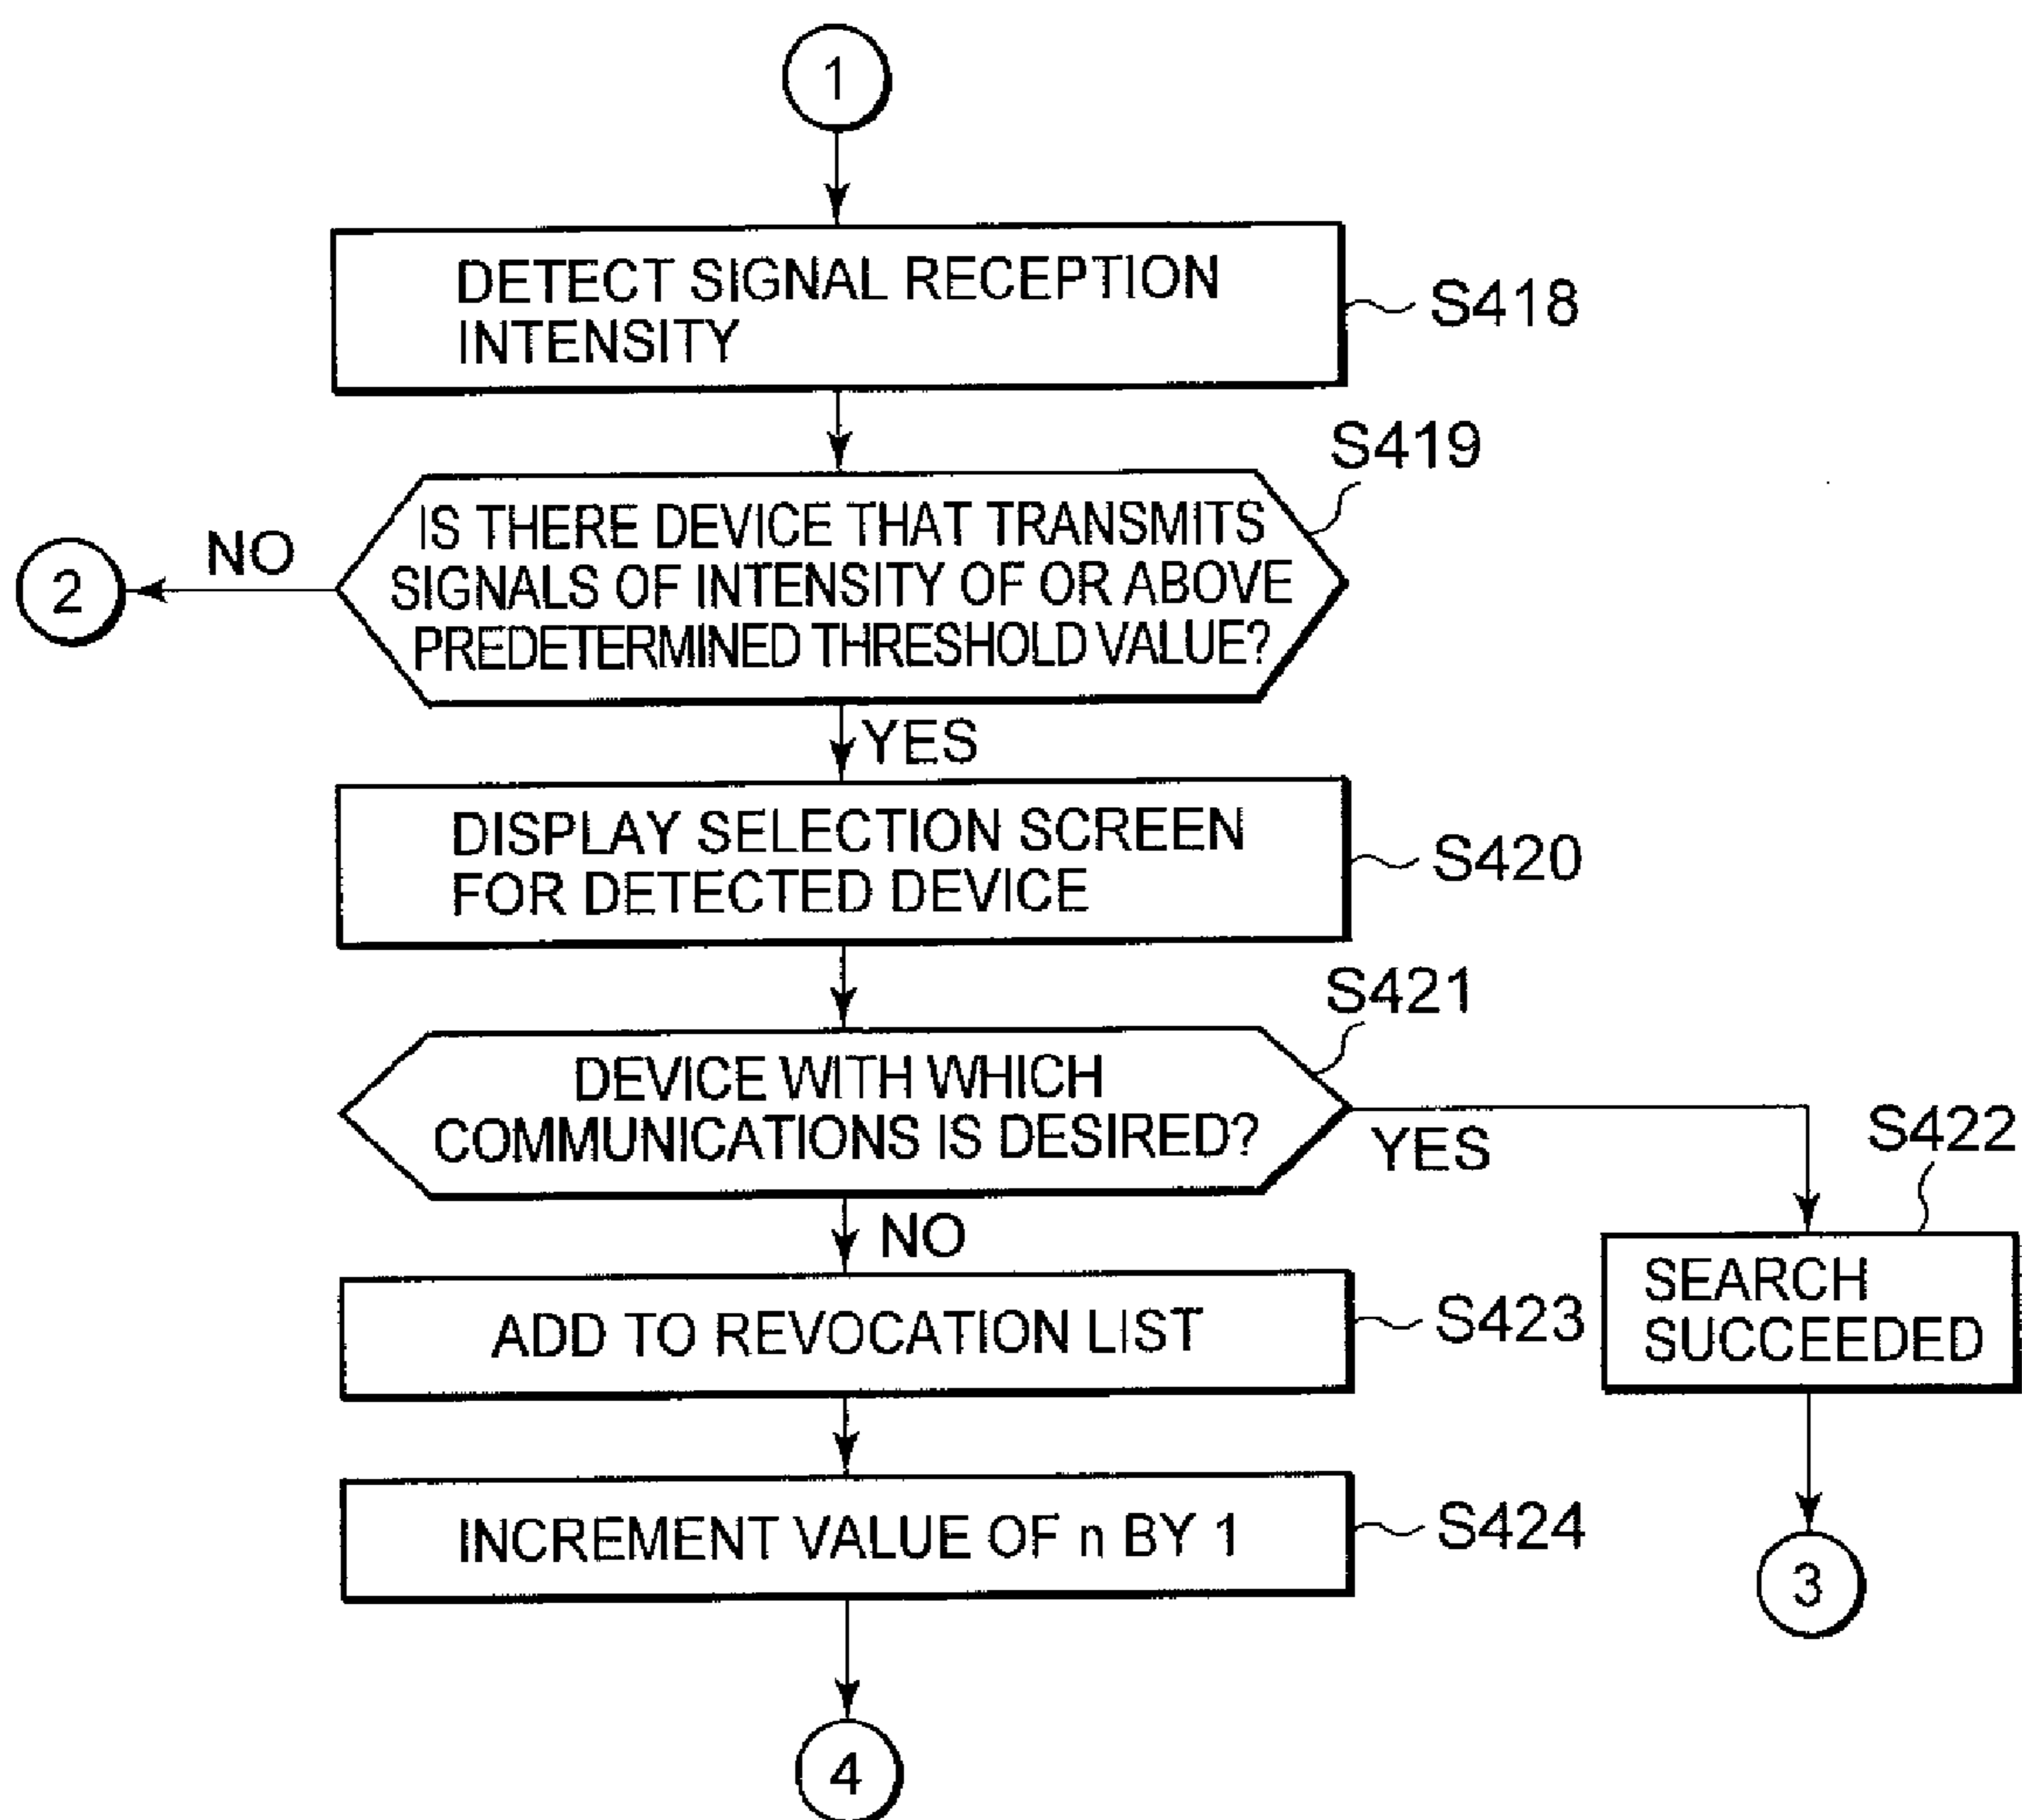 1
DETECT SIGNAL RECEPTION
INTENSITY
S418
S419
IS THERE DEVICE THAT TRANSMITS
SIGNALS OF INTENSITY OF OR ABOVE
PREDETERMINED THRESHOLD VALUE?
NO
2
YES
DISPLAY SELECTION SCREEN
FOR DETECTED DEVICE
S420
S421
DEVICE WITH WHICH
COMMUNICATIONS IS DESIRED?
YES
S422
SEARCH
SUCCEEDED
3
NO
ADD TO REVOCATION LIST
S423
INCREMENT VALUE OF n BY 1
S424
4